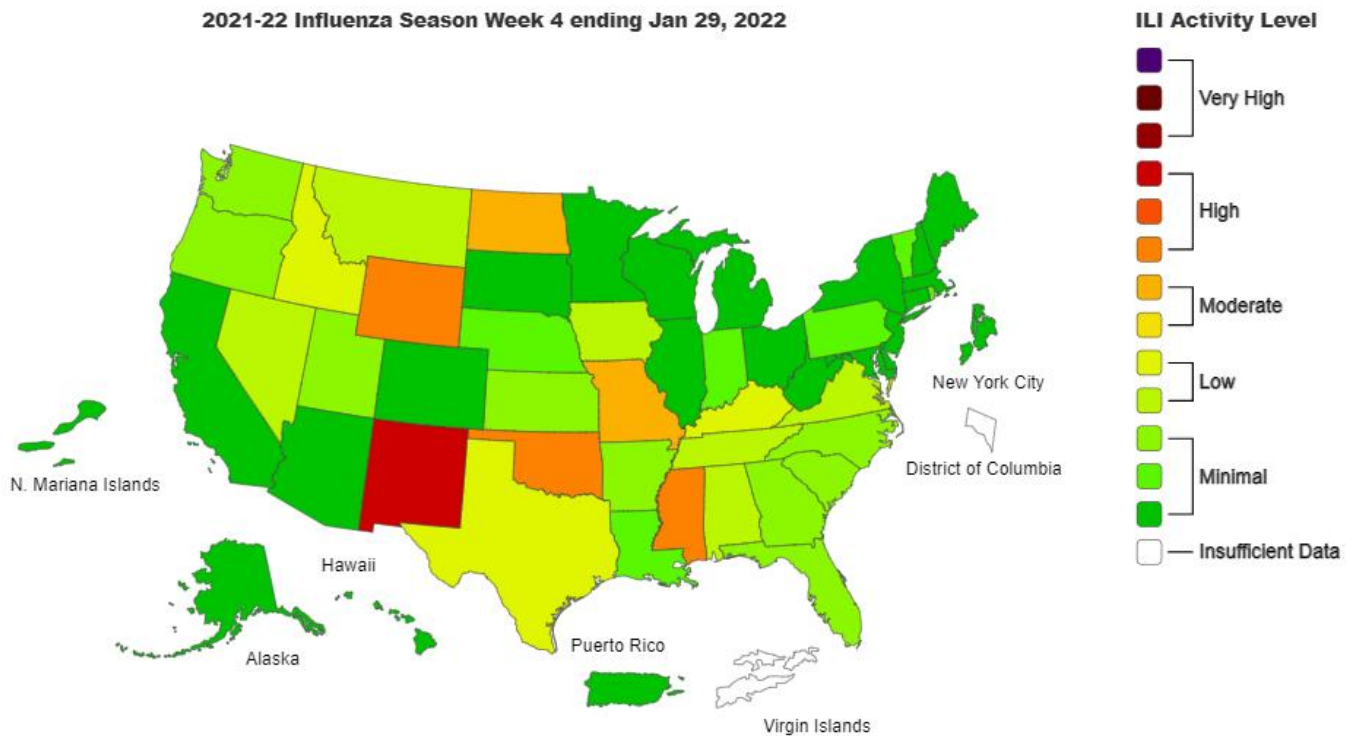 2021-22 Influenza Season Week 4 ending Jan 29, 2022
ILI Activity Level
Very High
High
Moderate
Low
Minimal
Insufficient Data
New York City
District of Columbia
N. Mariana Islands
Hawaii
Alaska
Puerto Rico
Virgin Islands